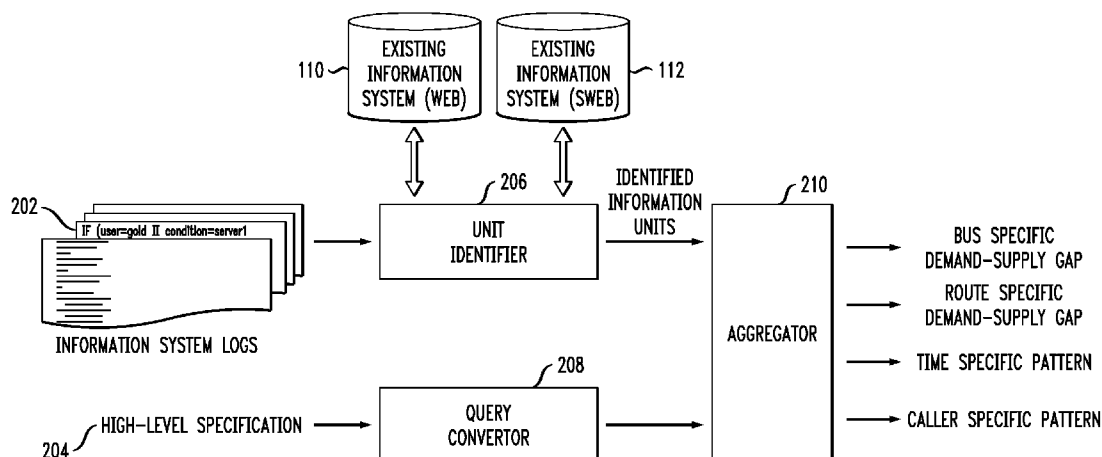 EXISTING
INFORMATION
SYSTEM (WEB)
110
EXISTING
INFORMATION
SYSTEM (SWEB)
112
202
IF (user=gold II condition=server1
INFORMATION SYSTEM LOGS
206
UNIT
IDENTIFIER
IDENTIFIED
INFORMATION
UNITS
210
AGGREGATOR
BUS SPECIFIC
DEMAND-SUPPLY GAP
ROUTE SPECIFIC
DEMAND-SUPPLY GAP
TIME SPECIFIC PATTERN
CALLER SPECIFIC PATTERN
204
HIGH-LEVEL SPECIFICATION
208
QUERY
CONVERTOR